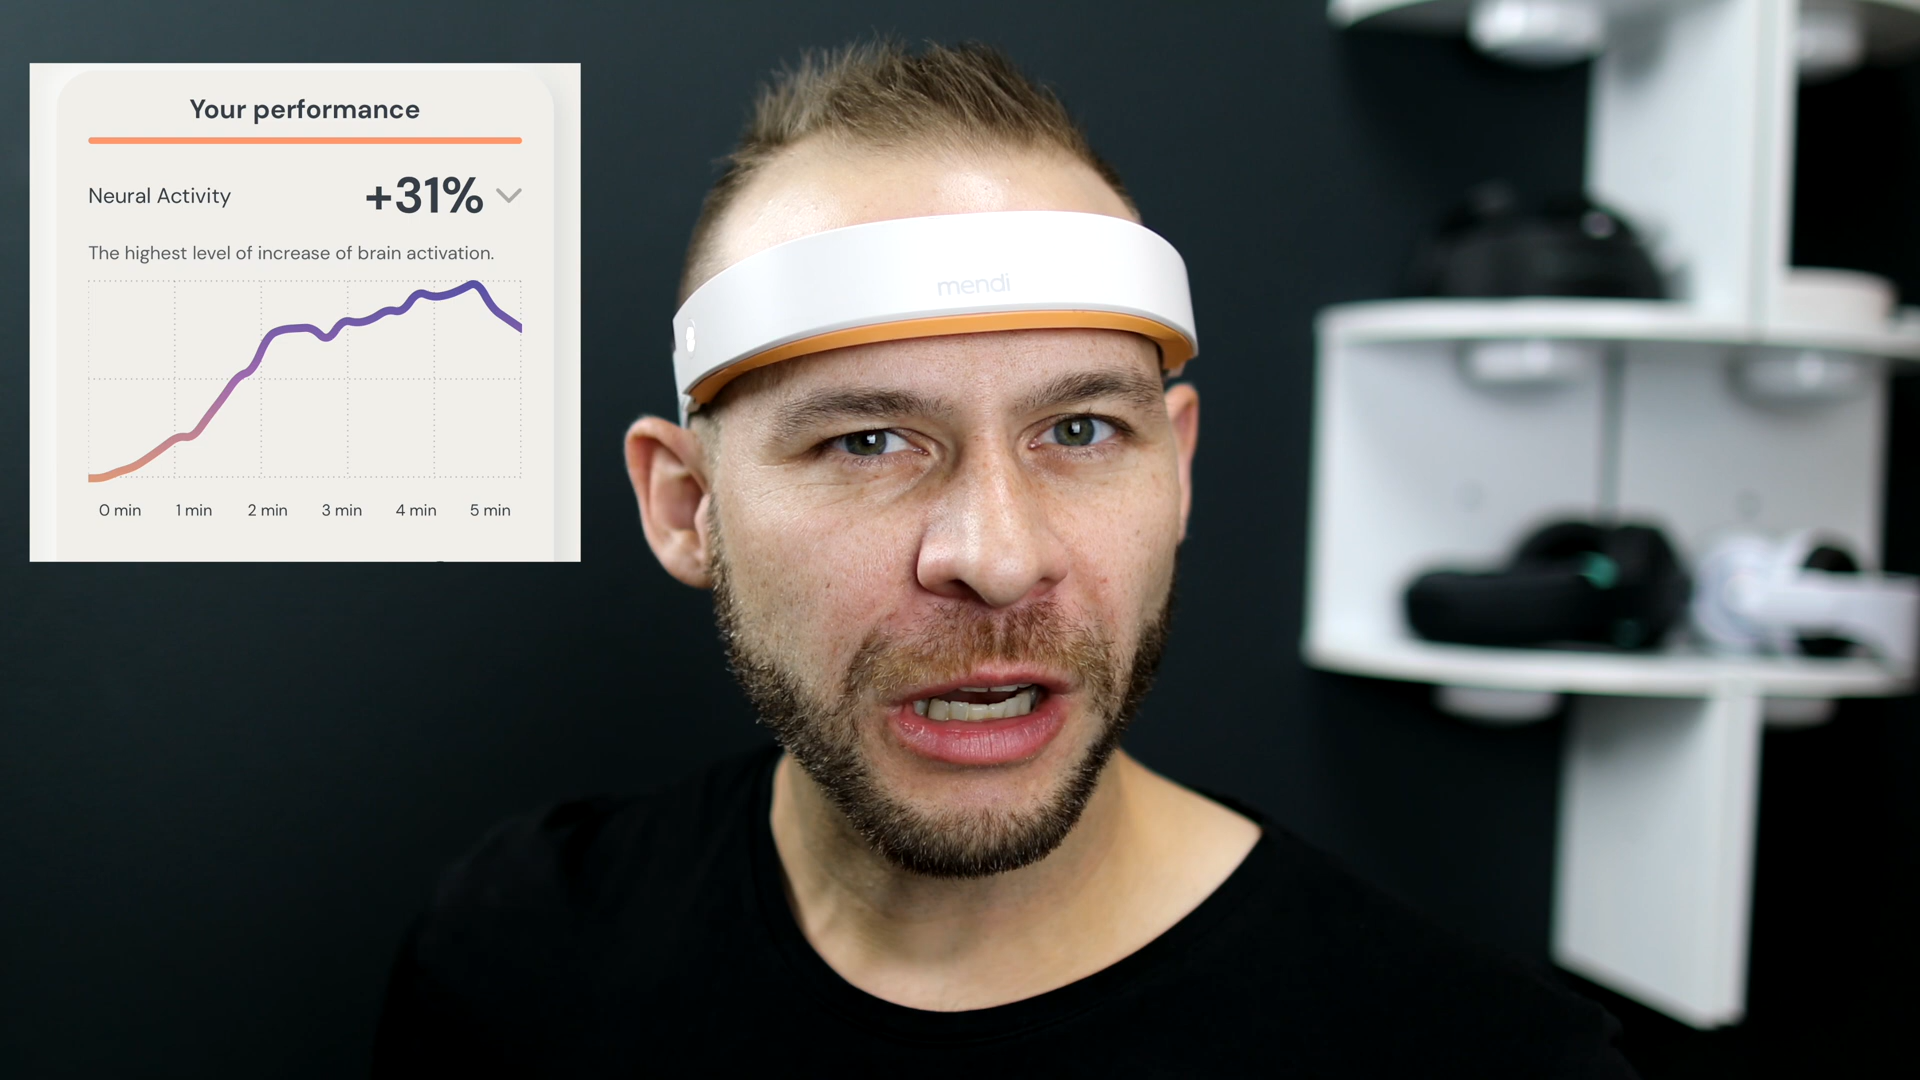 Your performance
Neural Activity
+31%
The highest level of increase of brain activation.
0 min 1 min 2 min 3 min 4 min 5 min
mendi